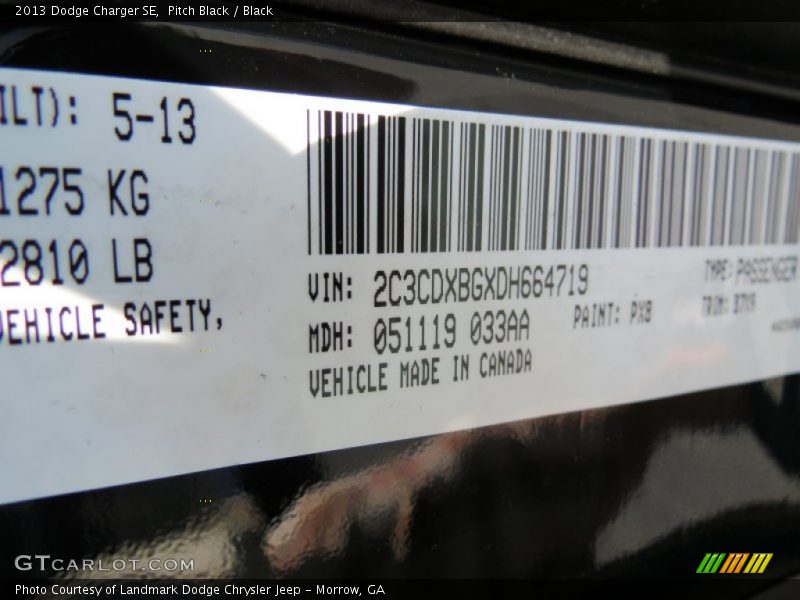 2013 Dodge Charger SE, Pitch Black / Black
ILT): 5-13
1275 KG
2810 LB
VEHICLE SAFETY,
VIN: 2C3CDXBGXDH664719
TYPE: PASSENGER
MDH: 051119 033AA
PAINT: PX8
TRIM:
VEHICLE MADE IN CANADA
GTCARLOT.COM
Photo Courtesy of Landmark Dodge Chrysler Jeep - Morrow, GA